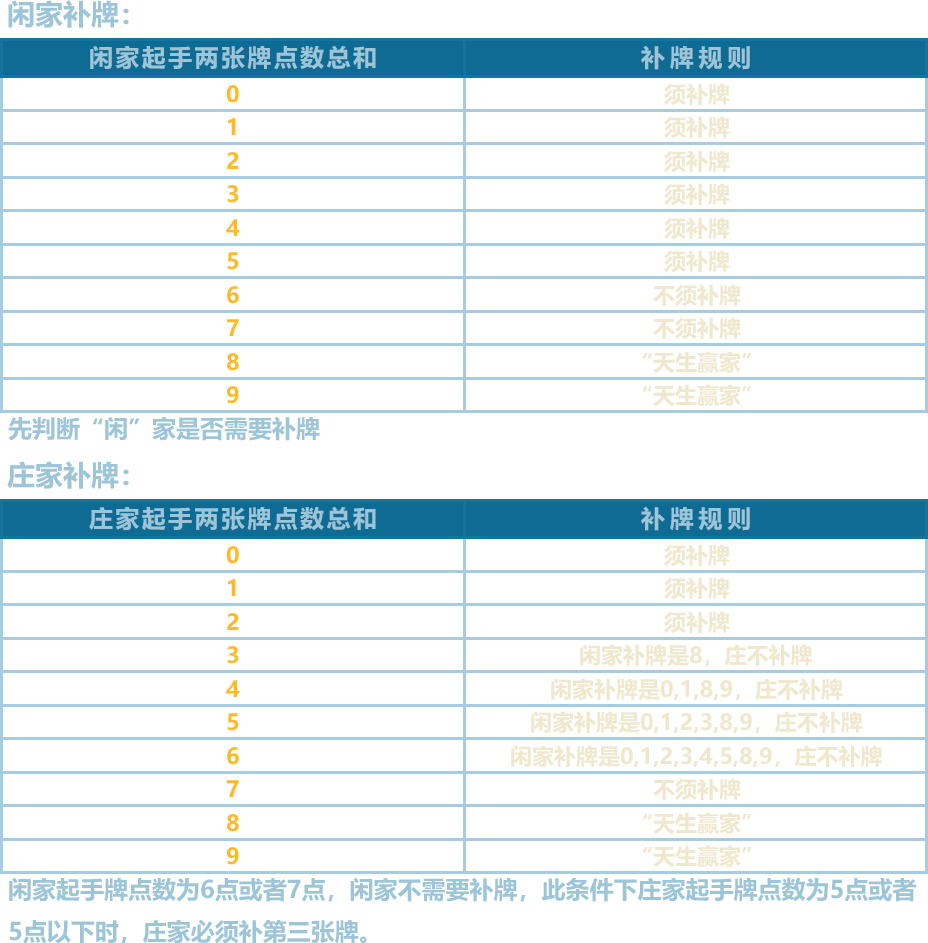 闲家补牌：
闲家起手两张牌点数总和 补牌规则
0 须补牌
1 须补牌
2 须补牌
3 须补牌
4 须补牌
5 须补牌
6 不须补牌
7 不须补牌
8 “天生赢家”
9 “天生赢家”
先判断“闲”家是否需要补牌
庄家补牌：
庄家起手两张牌点数总和 补牌规则
0 须补牌
1 须补牌
2 须补牌
3 闲家补牌是8，庄不补牌
4 闲家补牌是0,1,8,9，庄不补牌
5 闲家补牌是0,1,2,3,8,9，庄不补牌
6 闲家补牌是0,1,2,3,4,5,8,9，庄不补牌
7 不须补牌
8 “天生赢家”
9 “天生赢家”
闲家起手牌点数为6点或者7点，闲家不需要补牌，此条件下庄家起手牌点数为5点或者
5点以下时，庄家必须补第三张牌。